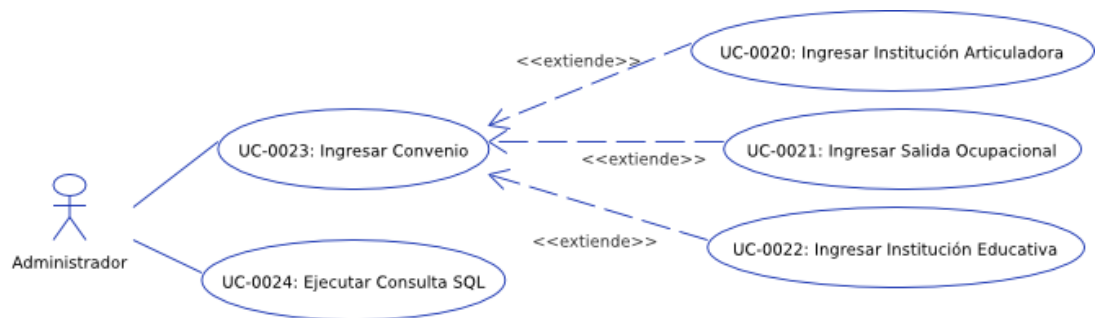 UC-0020: Ingresar Institución Articuladora
<<extiende>>
UC-0023: Ingresar Convenio
UC-0021: Ingresar Salida Ocupacional
<<extiende>>
<<extiende>>
UC-0022: Ingresar Institución Educativa
Administrador
UC-0024: Ejecutar Consulta SQL